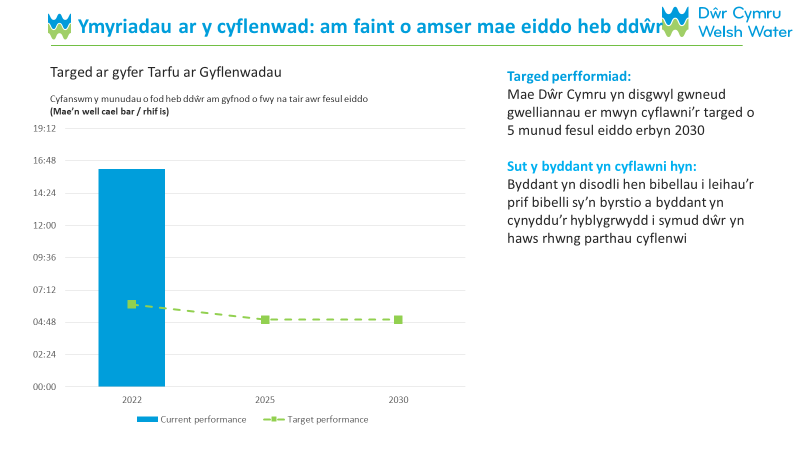 Ymyriadau ar y cyflenwad: am faint o amser mae eiddo heb ddŵr
Dŵr Cymru
Welsh Water
Targed ar gyfer Tarfu ar Gyflenwadau
Cyfanswm y munudau o fod heb ddŵr am gyfnod o fwy na tair awr fesul eiddo
(Mae'n well cael bar / rhif is)
19:12
16:48
14:24
12:00
09:36
07:12
04:48
02:24
00:00
2022
2025
2030
Current performance
Target performance
Targed perfformiad:
Mae Dŵr Cymru yn disgwyl gwneud
gwelliannau er mwyn cyflawni'r targed o
5 munud fesul eiddo erbyn 2030
Sut y byddant yn cyflawni hyn:
Byddant yn disodli hen bibellau i leihau'r
prif bibelli sy'n byrstio a byddant yn
cynyddu'r hyblygrwydd i symud dŵr yn
haws rhwng parthau cyflenwi